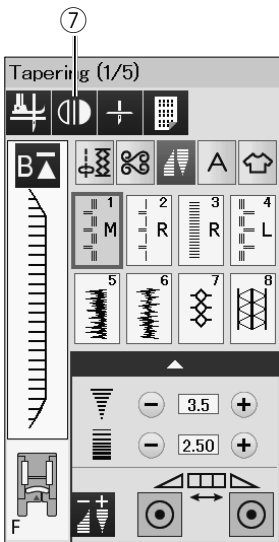 ⑦
Tapering (1/5)
B
A
1 M
2 R
3 R
4 L
5
6
7
8
− 3.5 +
− 2.50 +
F
− +